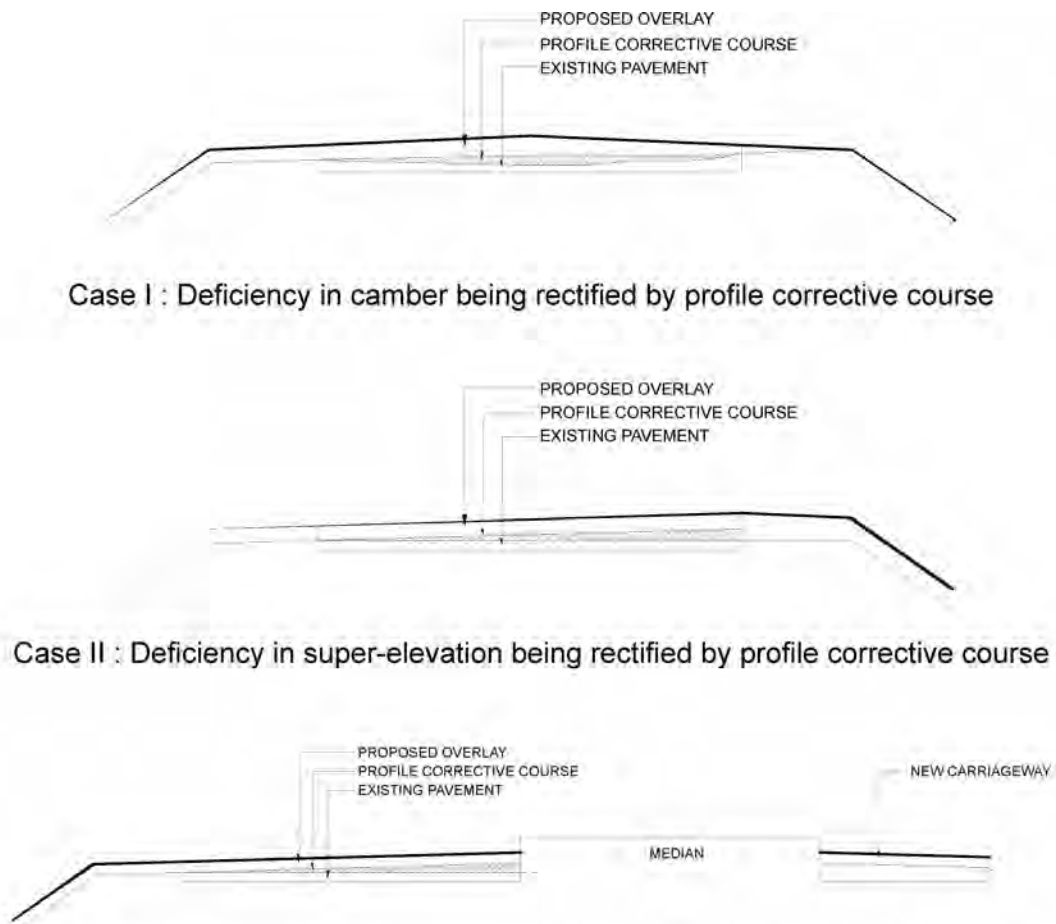 PROPOSED OVERLAY
PROFILE CORRECTIVE COURSE
EXISTING PAVEMENT
Case I : Deficiency in camber being rectified by profile corrective course
PROPOSED OVERLAY
PROFILE CORRECTIVE COURSE
EXISTING PAVEMENT
Case II : Deficiency in super-elevation being rectified by profile corrective course
PROPOSED OVERLAY
PROFILE CORRECTIVE COURSE
EXISTING PAVEMENT
NEW CARRIAGEWAY
MEDIAN